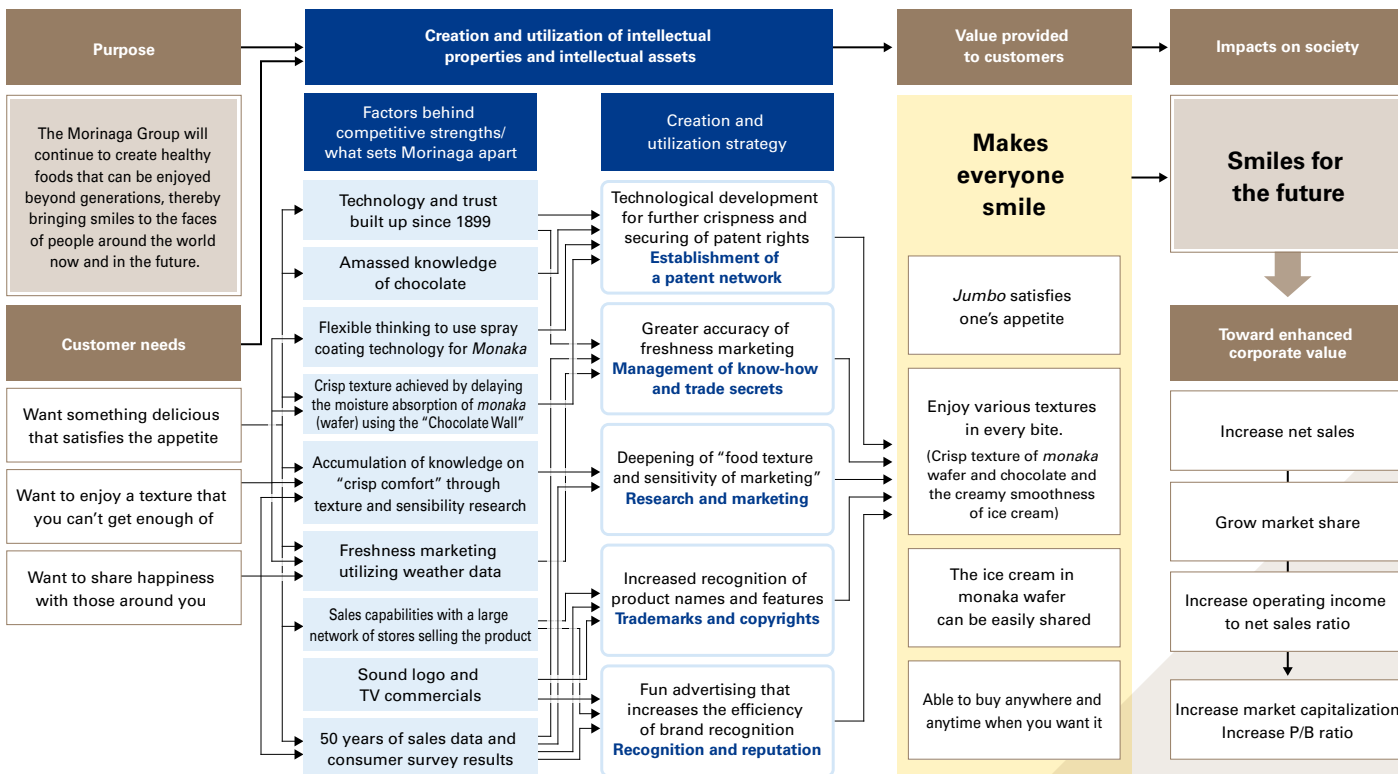 Purpose
The Morinaga Group will
continue to create healthy
foods that can be enjoyed
beyond generations, thereby
bringing smiles to the faces
of people around the world
now and in the future.
Customer needs
Want something delicious
that satisfies the appetite
Want to enjoy a texture that
you can’t get enough of
Want to share happiness
with those around you
Creation and utilization of intellectual
properties and intellectual assets
Factors behind
competitive strengths/
what sets Morinaga apart
Technology and trust
built up since 1899
Amassed knowledge
of chocolate
Flexible thinking to use spray
coating technology for Monaka
Crisp texture achieved by delaying
the moisture absorption of monaka
(wafer) using the “Chocolate Wall”
Accumulation of knowledge on
“crisp comfort” through
texture and sensibility research
Freshness marketing
utilizing weather data
Sales capabilities with a large
network of stores selling the product
Sound logo and
TV commercials
50 years of sales data and
consumer survey results
Creation and
utilization strategy
Technological development
for further crispness and
securing of patent rights
Establishment of
a patent network
Greater accuracy of
freshness marketing
Management of know-how
and trade secrets
Deepening of “food texture
and sensitivity of marketing”
Research and marketing
Increased recognition of
product names and features
Trademarks and copyrights
Fun advertising that
increases the efficiency
of brand recognition
Recognition and reputation
Value provided
to customers
Makes
everyone
smile
Jumbo satisfies
one’s appetite
Enjoy various textures
in every bite.
(Crisp texture of monaka
wafer and chocolate and
the creamy smoothness
of ice cream)
The ice cream in
monaka wafer
can be easily shared
Able to buy anywhere and
anytime when you want it
Impacts on society
Smiles for
the future
Toward enhanced
corporate value
Increase net sales
Grow market share
Increase operating income
to net sales ratio
Increase market capitalization
Increase P/B ratio